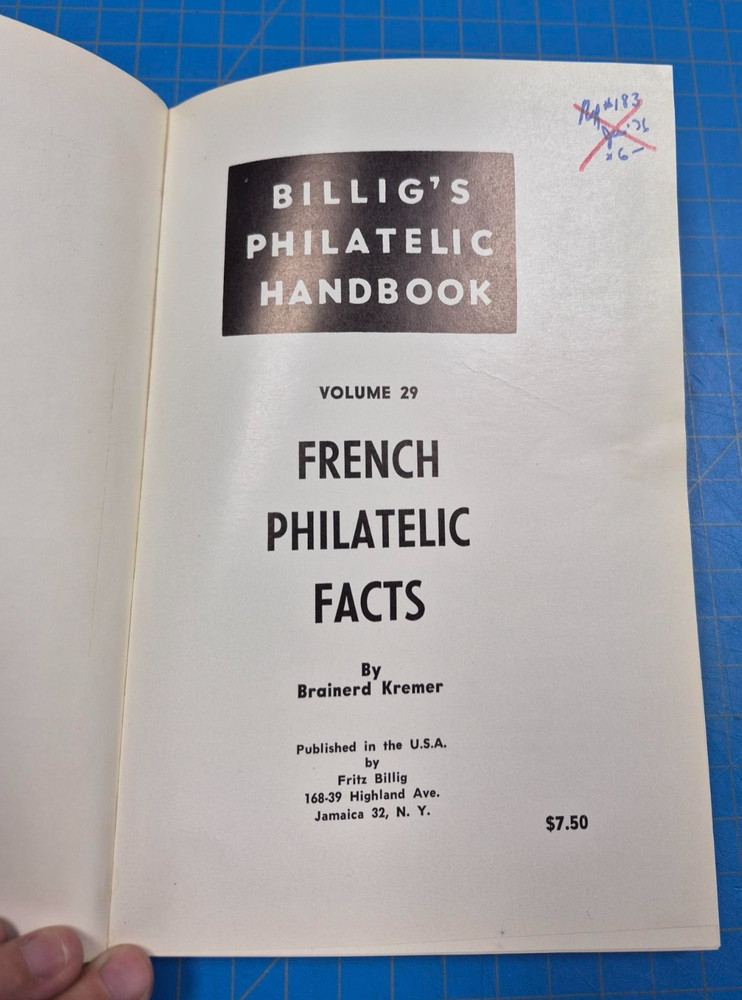 #183
BILLIG'S
PHILATELIC
HANDBOOK
VOLUME 29
FRENCH
PHILATELIC
FACTS
By
Brainerd Kremer
Published in the U.S.A.
by
Fritz Billig
168-39 Highland Ave.
Jamaica 32, N. Y.
$7.50